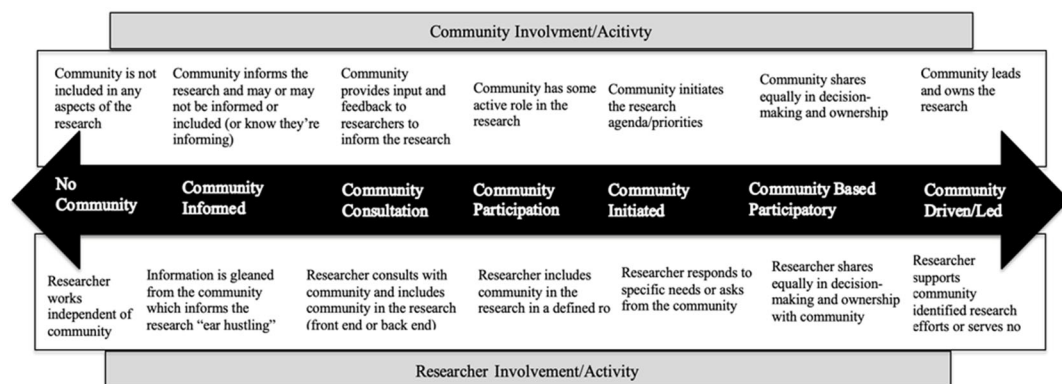 Community Involvment/Acitivty
Community is not
included in any
aspects of the
research
Community informs the
research and may or may
not be informed or
included (or know they’re
informing)
Community
provides input and
feedback to
researchers to
inform the research
Community has some
active role in the
research
Community initiates
the research
agenda/priorities
Community shares
equally in decision-
making and ownership
Community leads
and owns the
research
No
Community
Community
Informed
Community
Consultation
Community
Participation
Community
Initiated
Community Based
Participatory
Community
Driven/Led
Researcher
works
independent of
community
Information is gleaned
from the community
which informs the
research “ear hustling”
Researcher consults with
community and includes
community in the research
(front end or back end)
Researcher includes
community in the
research in a defined ro
Researcher responds to
specific needs or asks
from the community
Researcher shares
equally in decision-
making and ownership
with community
Researcher
supports
community
identified research
efforts or serves no
Researcher Involvement/Activity